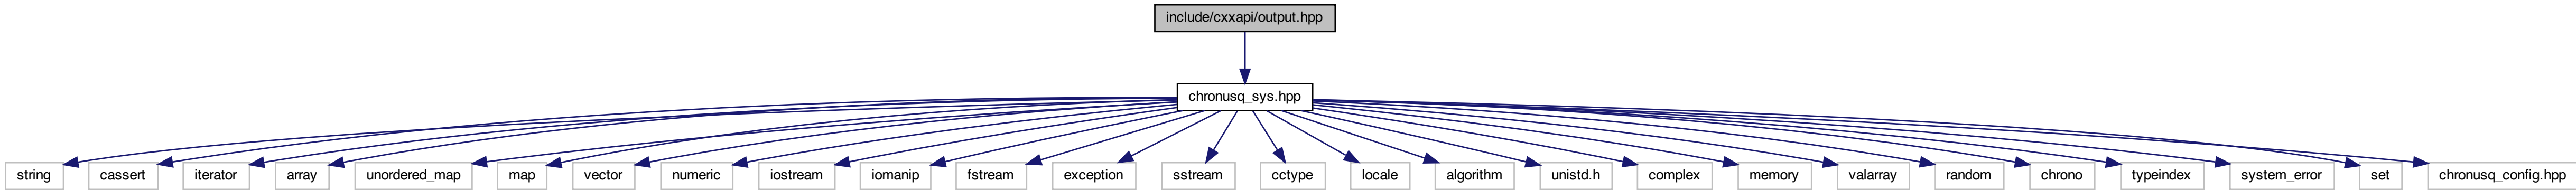 include/cxxapi/output.hpp
chronusq_sys.hpp
string
cassert
iterator
array
unordered_map
map
vector
numeric
iostream
iomanip
fstream
exception
sstream
cctype
locale
algorithm
unistd.h
complex
memory
valarray
random
chrono
typeindex
system_error
set
chronusq_config.hpp